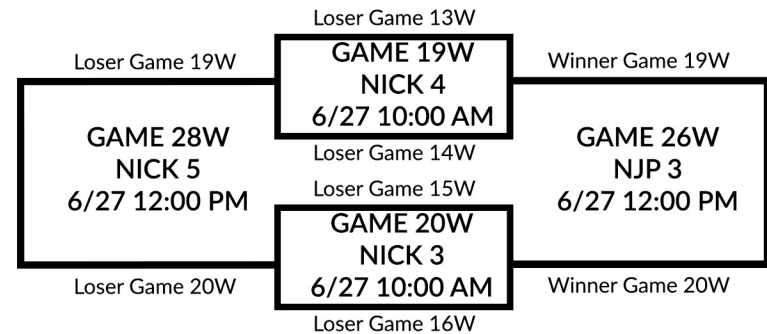 Loser Game 13W
GAME 19W
NICK 4
6/27 10:00 AM
Loser Game 14W
Loser Game 19W
Winner Game 19W
GAME 28W
NICK 5
6/27 12:00 PM
GAME 26W
NJP 3
6/27 12:00 PM
Loser Game 15W
GAME 20W
NICK 3
6/27 10:00 AM
Loser Game 16W
Loser Game 20W
Winner Game 20W